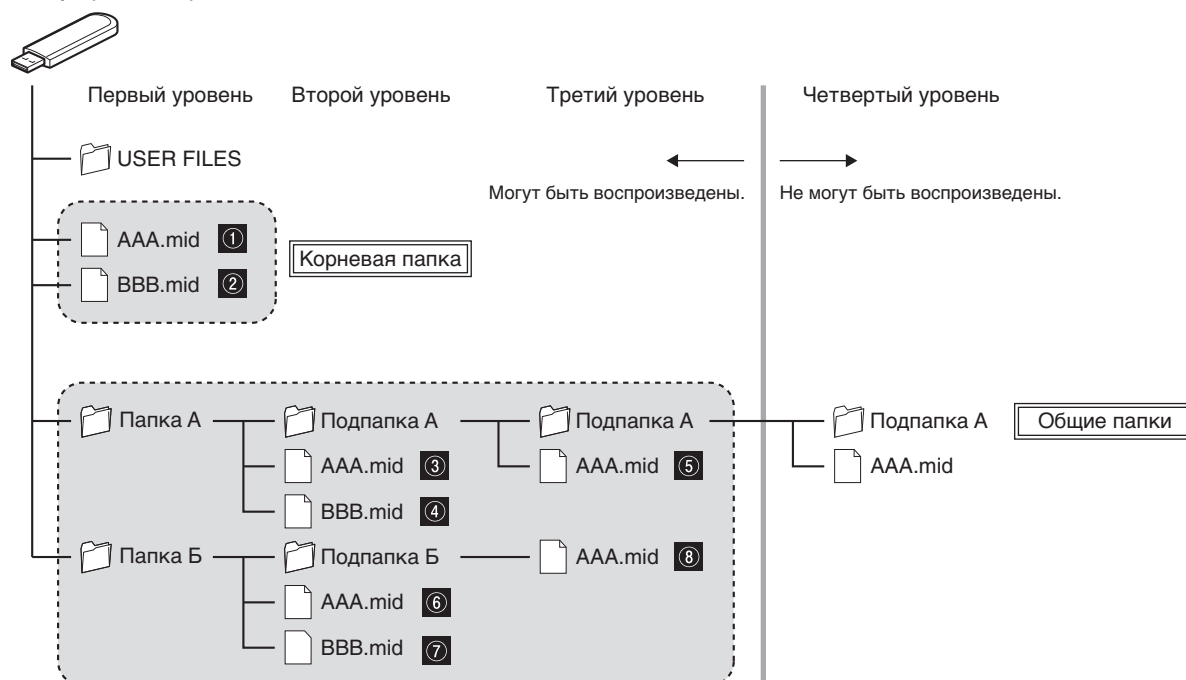 Первый уровень Второй уровень Третий уровень Четвертый уровень
USER FILES
Могут быть воспроизведены. Не могут быть воспроизведены.
AAA.mid ①
Корневая папка
BBB.mid ②
Папка А Подпапка А Подпапка А Подпапка А Общие папки
AAA.mid ③ AAA.mid ⑤ AAA.mid
BBB.mid ④
Папка Б Подпапка Б AAA.mid ⑧
AAA.mid ⑥
BBB.mid ⑦